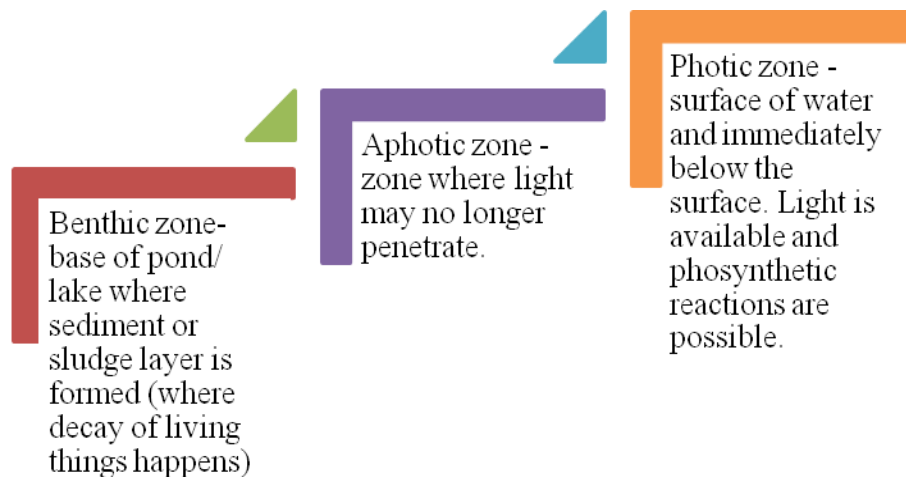 Benthic zone-
base of pond/
lake where
sediment or
sludge layer is
formed (where
decay of living
things happens)
Aphotic zone -
zone where light
may no longer
penetrate.
Photic zone -
surface of water
and immediately
below the
surface. Light is
available and
phosynthetic
reactions are
possible.